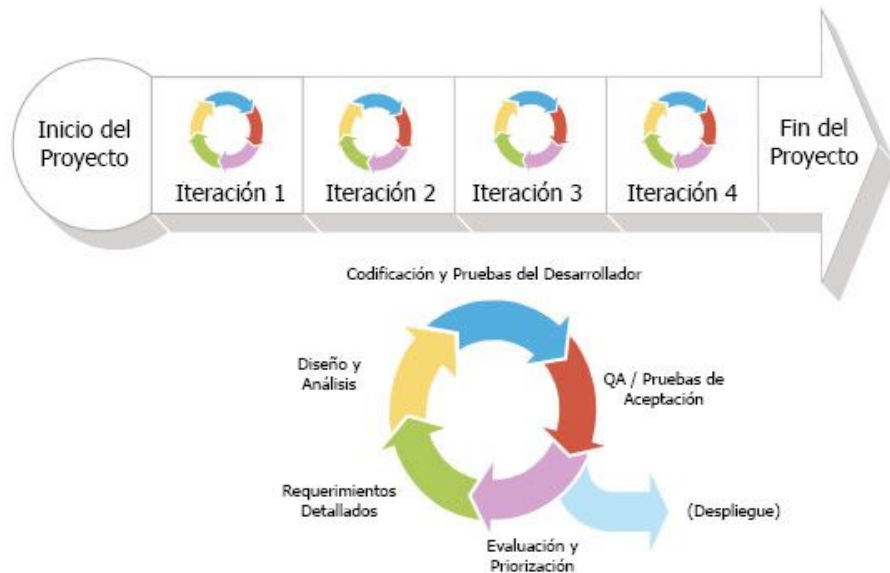 Inicio del
Proyecto
Iteración 1
Iteración 2
Iteración 3
Iteración 4
Fin del
Proyecto
Codificación y Pruebas del Desarrollador
Diseño y
Análisis
QA / Pruebas de
Aceptación
Requerimientos
Detallados
(Despliegue)
Evaluación y
Priorización